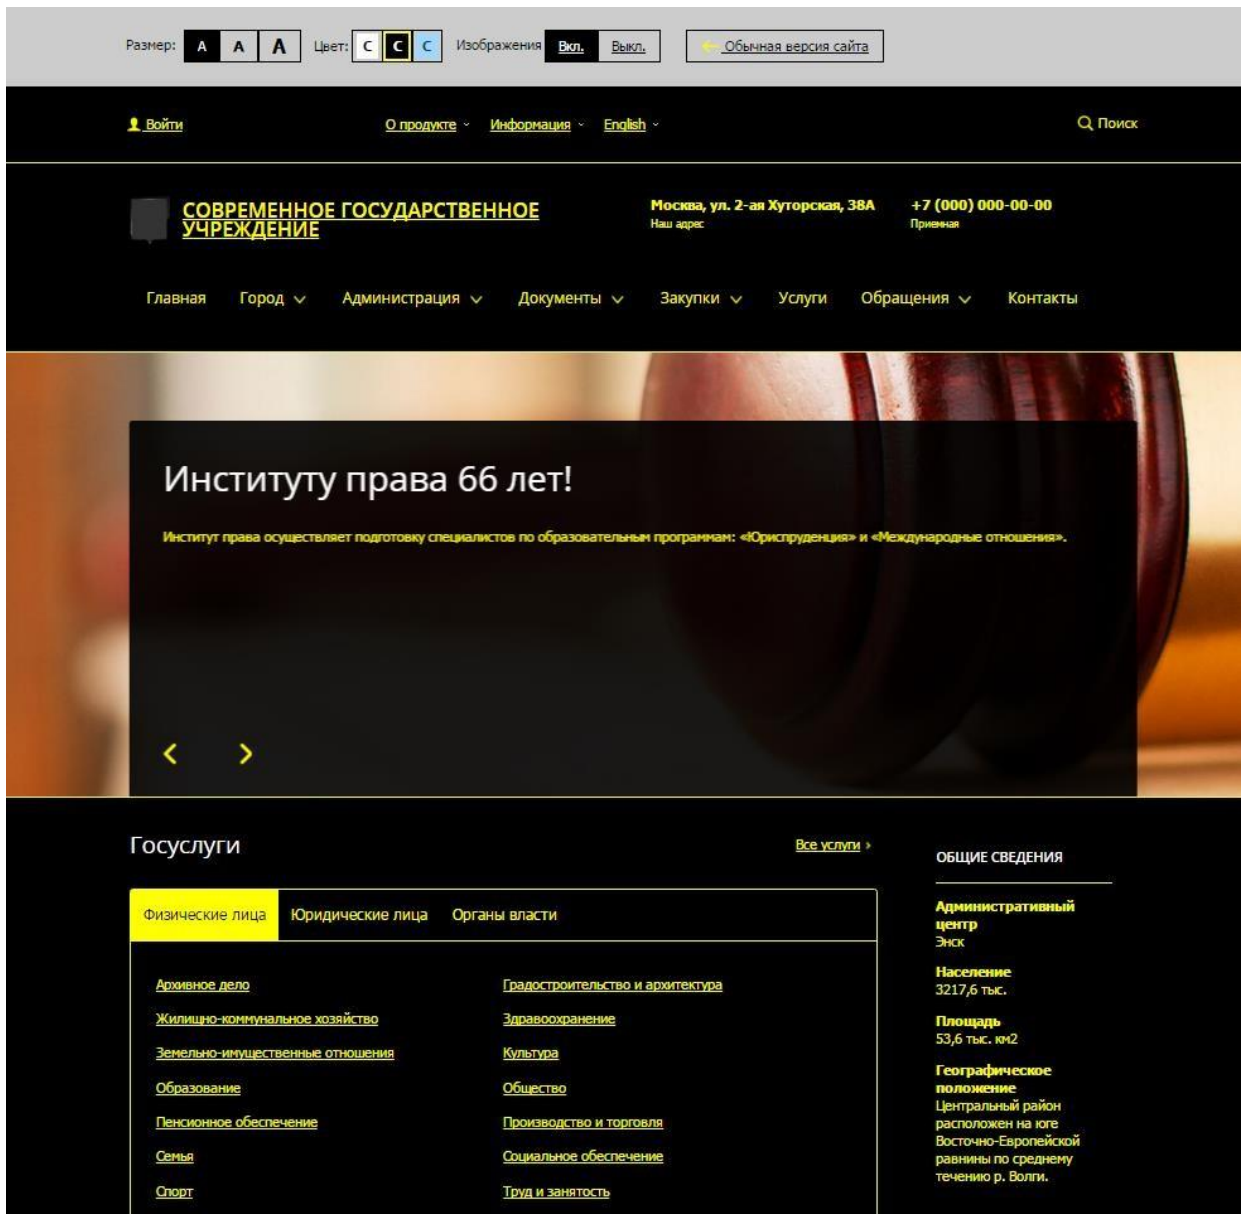 Размер: A A A Цвет: C C C Изображения Вкл. Выкл. Обычная версия сайта
Войти О продукте Информация English Поиск
СОВРЕМЕННОЕ ГОСУДАРСТВЕННОЕ
УЧРЕЖДЕНИЕ
Москва, ул. 2-ая Хуторская, 38А
Наш адрес
+7 (000) 000-00-00
Приемная
Главная Город Администрация Документы Закупки Услуги Обращения Контакты
Институту права 66 лет!
Институт права осуществляет подготовку специалистов по образовательным программам: «Юриспруденция» и «Международные отношения».
Госуслуги Все услуги
Физические лица Юридические лица Органы власти
Архивное дело Градостроительство и архитектура
Жилищно-коммунальное хозяйство Здравоохранение
Земельно-имущественные отношения Культура
Образование Общество
Пенсионное обеспечение Производство и торговля
Семья Социальное обеспечение
Спорт Труд и занятость
ОБЩИЕ СВЕДЕНИЯ
Административный
центр
Энск
Население
3217,6 тыс.
Площадь
53,6 тыс. км2
Географическое
положение
Центральный район
расположен на юге
Восточно-Европейской
равнины по среднему
течению р. Волги.